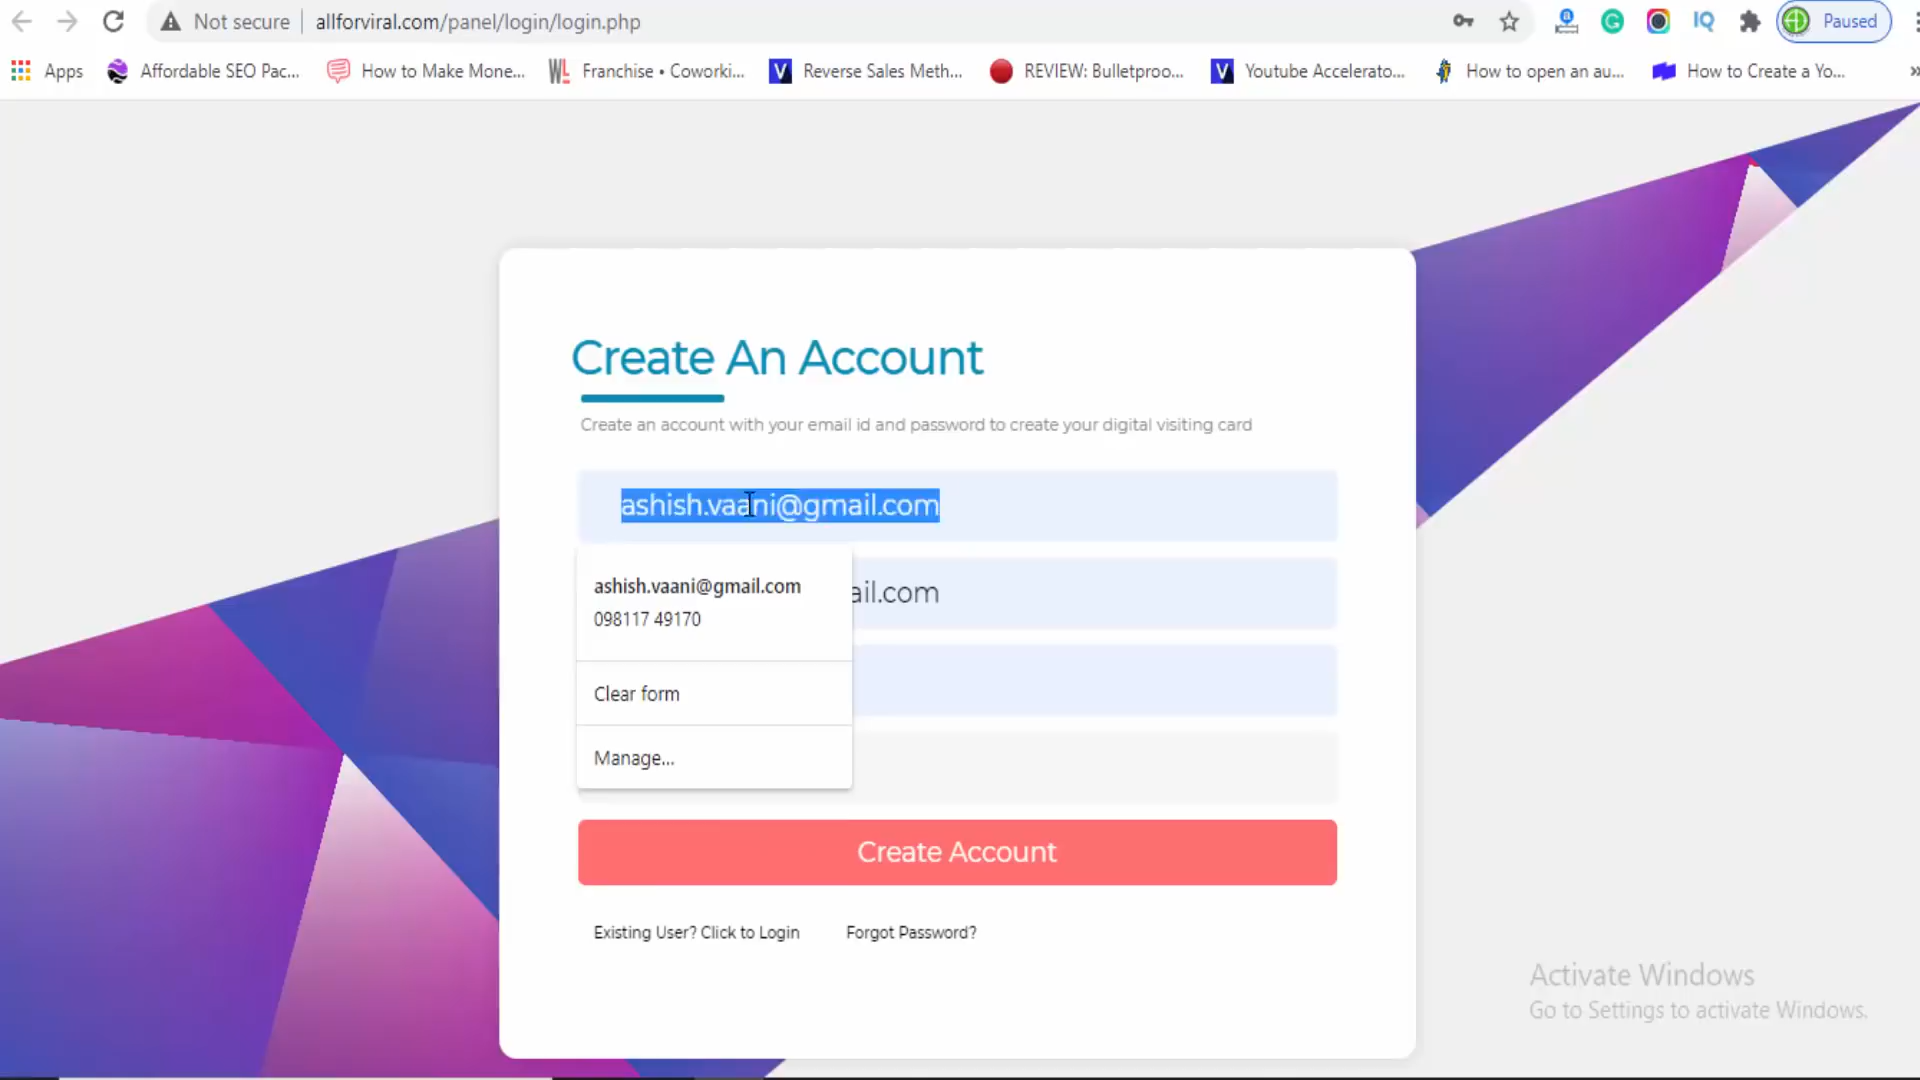 Not secure
allforviral.com/panel/login/login.php
Paused
Apps
Affordable SEO Pac...
How to Make Mone...
Franchise • Coworki...
Reverse Sales Meth...
REVIEW: Bulletproo...
Youtube Accelerato...
How to open an au...
How to Create a Yo...
Create An Account
Create an account with your email id and password to create your digital visiting card
ashish.vaani@gmail.com
ashish.vaani@gmail.com
ail.com
098117 49170
Clear form
Manage...
Create Account
Existing User? Click to Login
Forgot Password?
Activate Windows
Go to Settings to activate Windows.